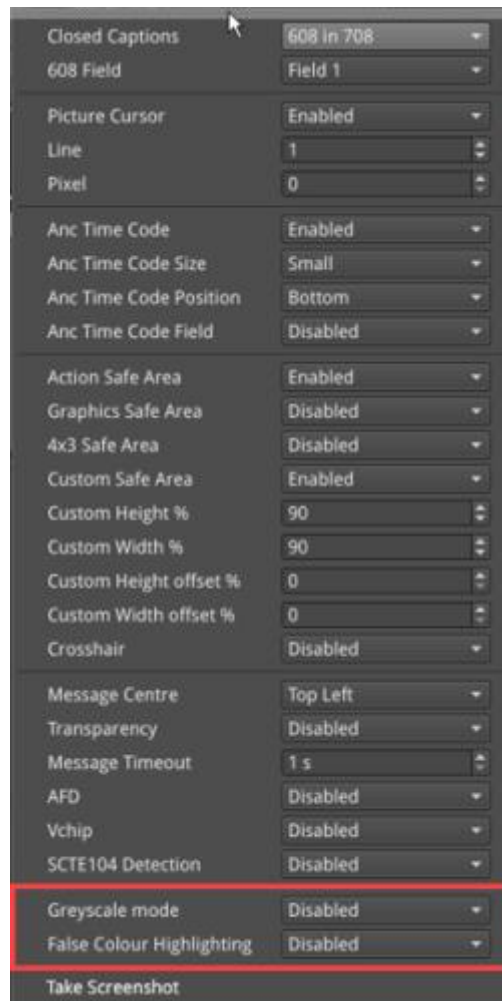 Closed Captions 608 in 708
608 Field Field 1
Picture Cursor Enabled
Line 1
Pixel 0
Anc Time Code Enabled
Anc Time Code Size Small
Anc Time Code Position Bottom
Anc Time Code Field Disabled
Action Safe Area Enabled
Graphics Safe Area Disabled
4x3 Safe Area Disabled
Custom Safe Area Enabled
Custom Height % 90
Custom Width % 90
Custom Height offset % 0
Custom Width offset % 0
Crosshair Disabled
Message Centre Top Left
Transparency Disabled
Message Timeout 1 s
AFD Disabled
Vchip Disabled
SCTE104 Detection Disabled
Greyscale mode Disabled
False Colour Highlighting Disabled
Take Screenshot